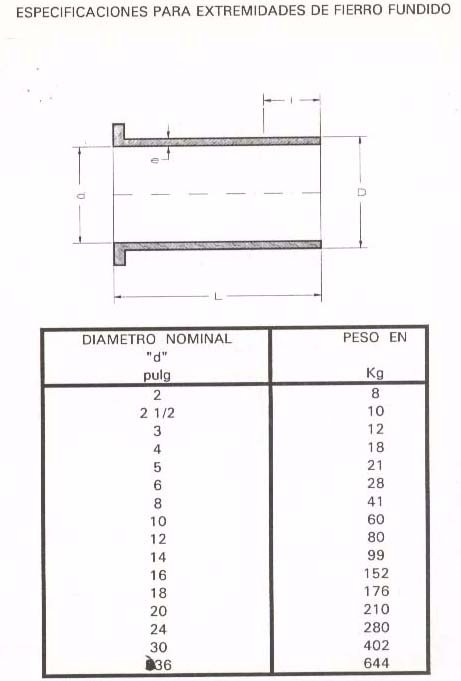 ESPECIFICACIONES PARA EXTREMIDADES DE FIERRO FUNDIDO
l
e
d
D
L
DIAMETRO NOMINAL PESO EN
"d"
pulg Kg
2 8
2 1/2 10
3 12
4 18
5 21
6 28
8 41
10 60
12 80
14 99
16 152
18 176
20 210
24 280
30 402
36 644